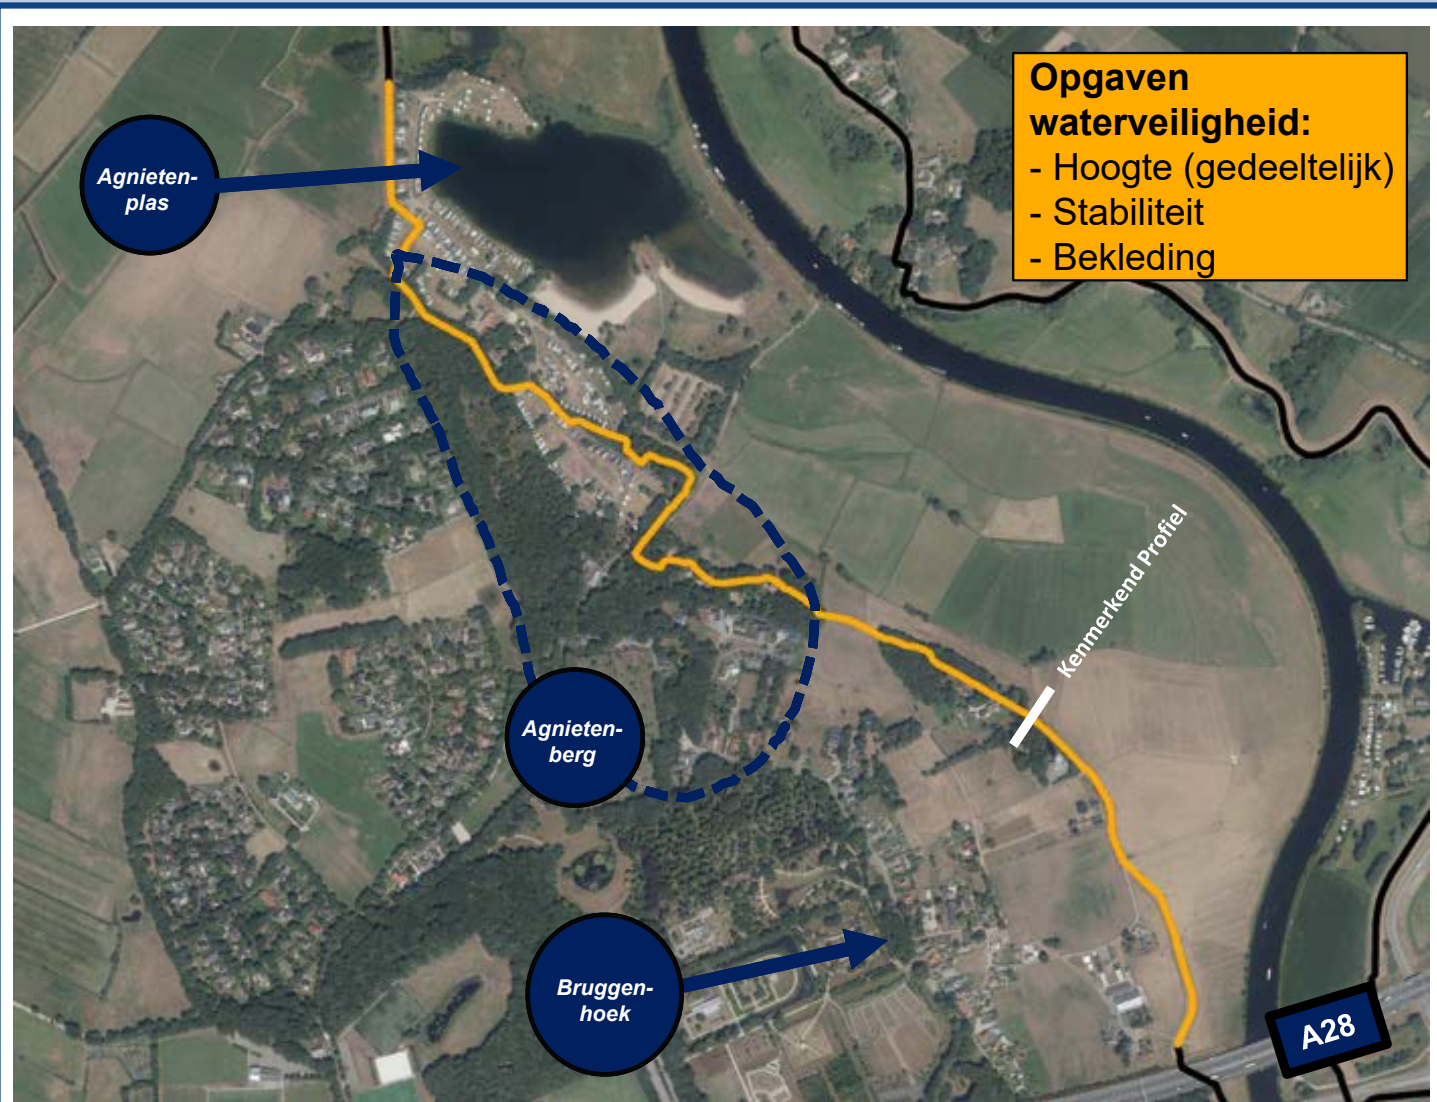 Opgaven
waterveiligheid:
- Hoogte (gedeeltelijk)
- Stabiliteit
- Bekleding
Agnieten-
plas
Kenmerkend Profiel
Agnieten-
berg
Bruggen-
hoek
A28